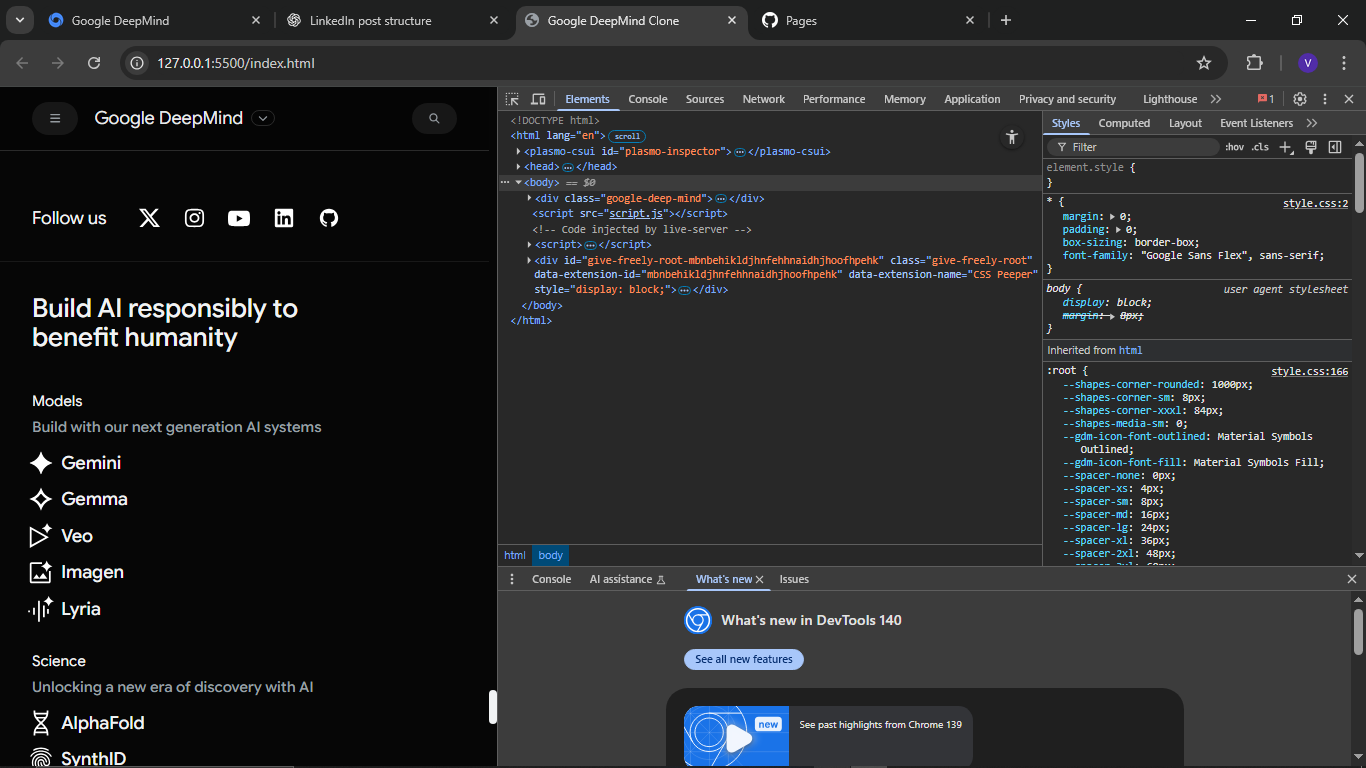 Google DeepMind
LinkedIn post structure
Google DeepMind Clone
Pages
127.0.0.1:5500/index.html
V
Google DeepMind
Follow us
Build AI responsibly to
benefit humanity
Models
Build with our next generation AI systems
Gemini
Gemma
Veo
Imagen
Lyria
Science
Unlocking a new era of discovery with AI
AlphaFold
SynthID
Elements Console Sources Network Performance Memory Application Privacy and security Lighthouse 1
<!DOCTYPE html>
<html lang="en"> scroll
<plasmo-csui id="plasmo-inspector"> … </plasmo-csui>
<head> … </head>
… <body> == $0
<div class="google-deep-mind"> … </div>
<script src="script.js"></script>
<!-- Code injected by live-server -->
<script> … </script>
<div id="give-freely-root-mbnbehikldjhnfehhnaidhjhoofhpehk" class="give-freely-root"
data-extension-id="mbnbehikldjhnfehhnaidhjhoofhpehk" data-extension-name="CSS Peeper"
style="display: block;"> … </div>
</body>
</html>
html body
Styles Computed Layout Event Listeners
Filter :hov .cls
element.style {
}
* { style.css:2
margin: 0;
padding: 0;
box-sizing: border-box;
font-family: "Google Sans Flex", sans-serif;
}
body { user agent stylesheet
display: block;
margin: 8px;
}
Inherited from html
:root { style.css:166
--shapes-corner-rounded: 1000px;
--shapes-corner-sm: 8px;
--shapes-corner-xxxl: 84px;
--shapes-media-sm: 0;
--gdm-icon-font-outlined: Material Symbols
Outlined;
--gdm-icon-font-fill: Material Symbols Fill;
--spacer-none: 0px;
--spacer-xs: 4px;
--spacer-sm: 8px;
--spacer-md: 16px;
--spacer-lg: 24px;
--spacer-xl: 36px;
--spacer-2xl: 48px;
Console AI assistance What's new Issues
What's new in DevTools 140
See all new features
new
See past highlights from Chrome 139